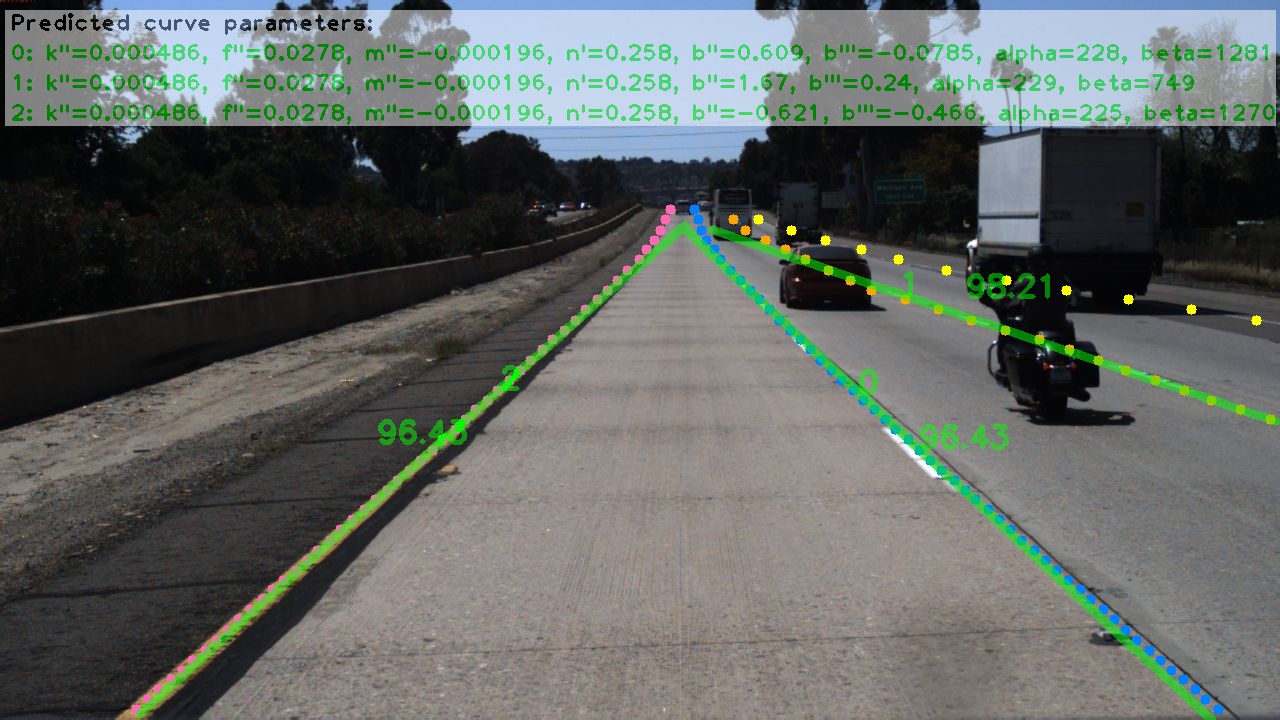 Predicted curve parameters:
0: k''=0.000486, f''=0.0278, m''=-0.000196, n'=0.258, b''=0.609, b'''=-0.0785, alpha=228, beta=1281
1: k''=0.000486, f''=0.0278, m''=-0.000196, n'=0.258, b''=1.67, b'''=0.24, alpha=229, beta=749
2: k''=0.000486, f''=0.0278, m''=-0.000196, n'=0.258, b''=-0.621, b'''=-0.466, alpha=225, beta=1270
1 98.21
2 0
96.43 96.43